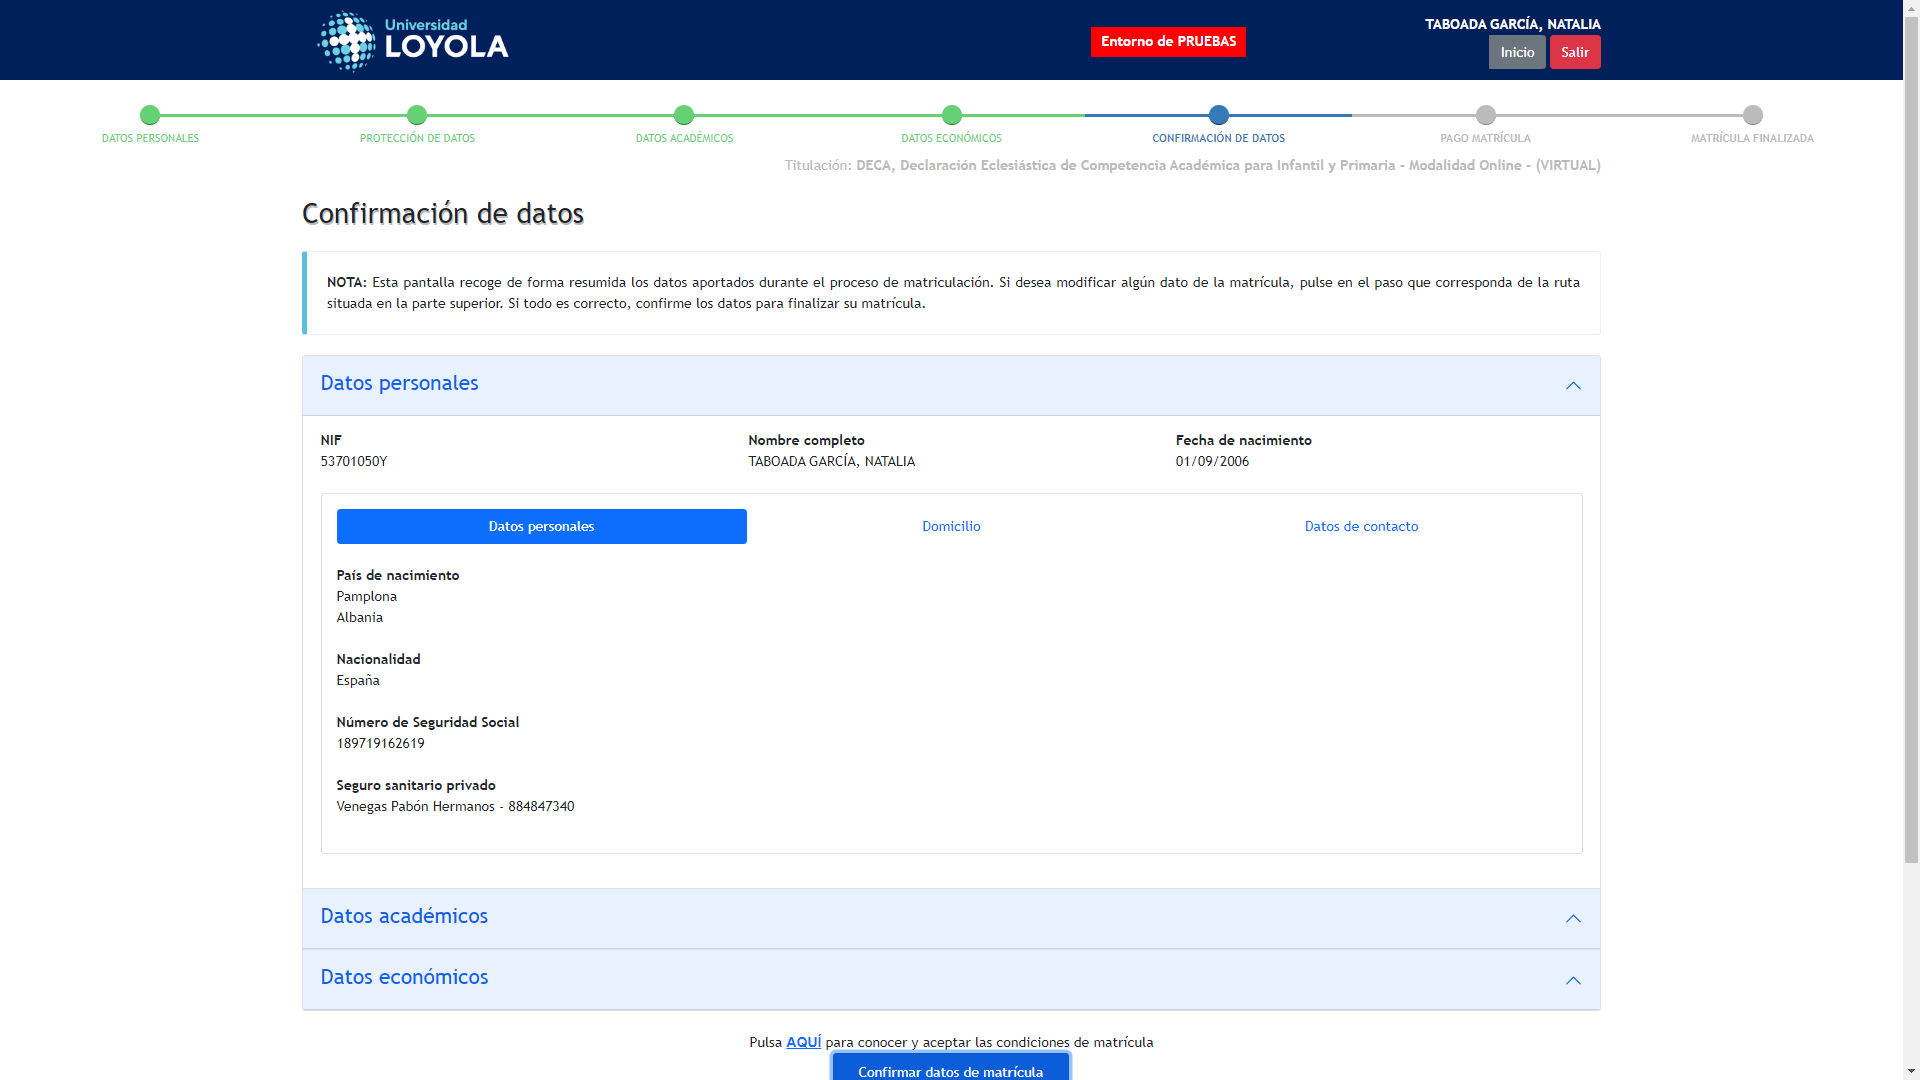 Universidad
LOYOLA
Entorno de PRUEBAS
TABOADA GARCÍA, NATALIA
Inicio
Salir
DATOS PERSONALES
PROTECCIÓN DE DATOS
DATOS ACADÉMICOS
DATOS ECONÓMICOS
CONFIRMACIÓN DE DATOS
PAGO MATRÍCULA
MATRÍCULA FINALIZADA
Titulación: DECA, Declaración Eclesiástica de Competencia Académica para Infantil y Primaria - Modalidad Online - (VIRTUAL)
Confirmación de datos
NOTA: Esta pantalla recoge de forma resumida los datos aportados durante el proceso de matriculación. Si desea modificar algún dato de la matrícula, pulse en el paso que corresponda de la ruta
situada en la parte superior. Si todo es correcto, confirme los datos para finalizar su matrícula.
Datos personales
NIF
53701050Y
Nombre completo
TABOADA GARCÍA, NATALIA
Fecha de nacimiento
01/09/2006
Datos personales
Domicilio
Datos de contacto
País de nacimiento
Pamplona
Albania
Nacionalidad
España
Número de Seguridad Social
189719162619
Seguro sanitario privado
Venegas Pabón Hermanos - 884847340
Datos académicos
Datos económicos
Pulsa AQUÍ para conocer y aceptar las condiciones de matrícula
Confirmar datos de matrícula